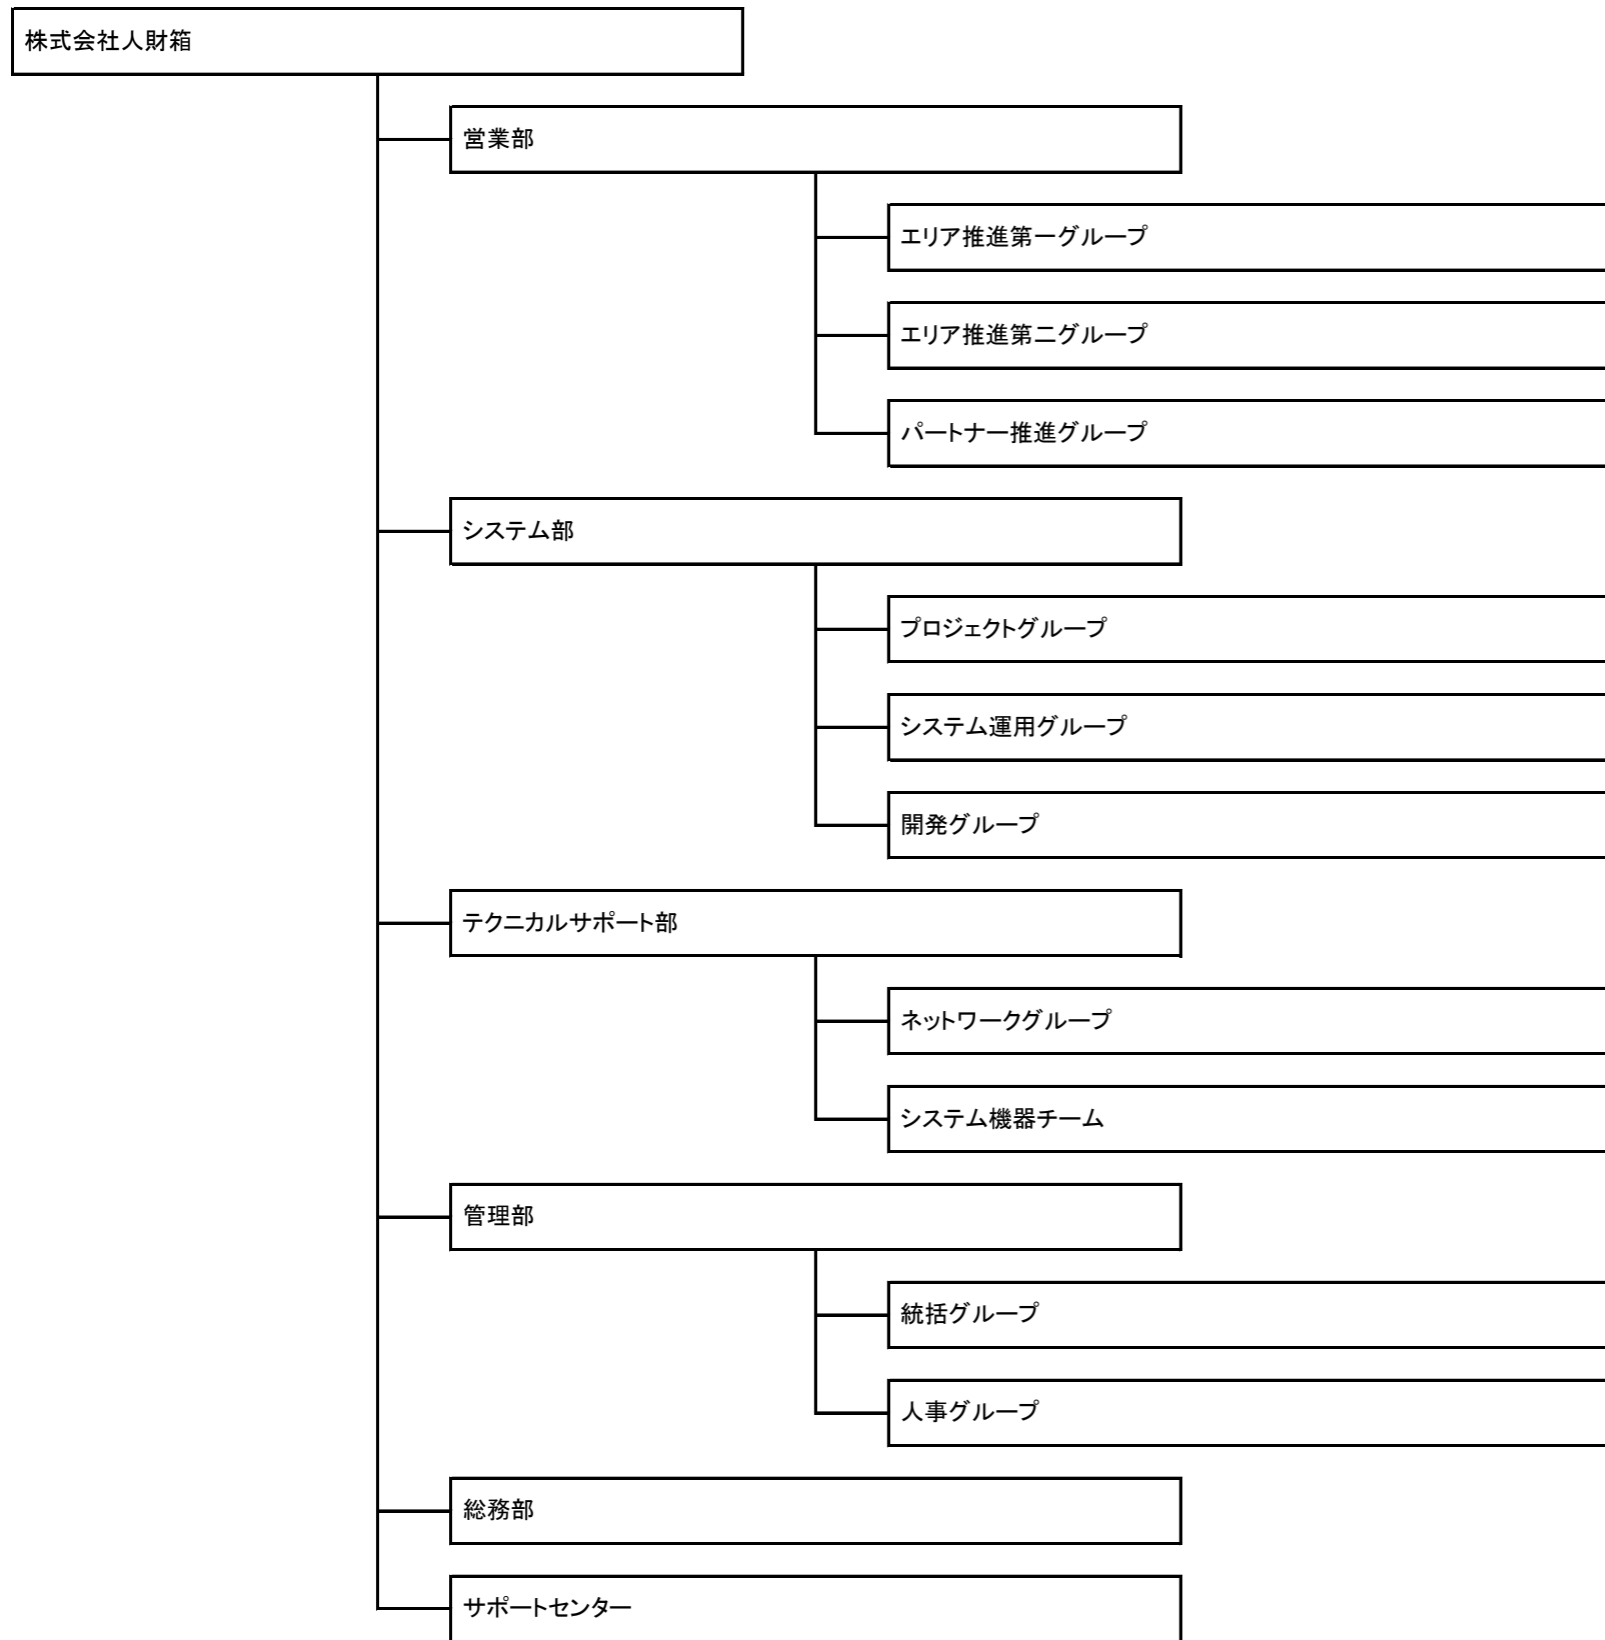 株式会社人財箱
営業部
エリア推進第一グループ
エリア推進第二グループ
パートナー推進グループ
システム部
プロジェクトグループ
システム運用グループ
開発グループ
テクニカルサポート部
ネットワークグループ
システム機器チーム
管理部
統括グループ
人事グループ
総務部
サポートセンター